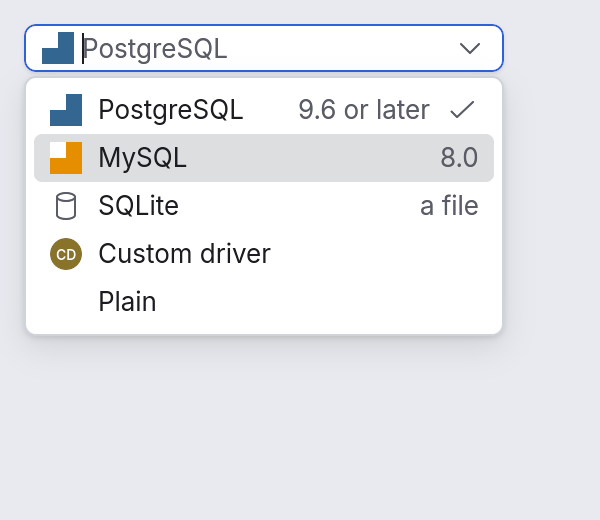 PostgreSQL
PostgreSQL 9.6 or later
MySQL 8.0
SQLite a file
CD Custom driver
Plain